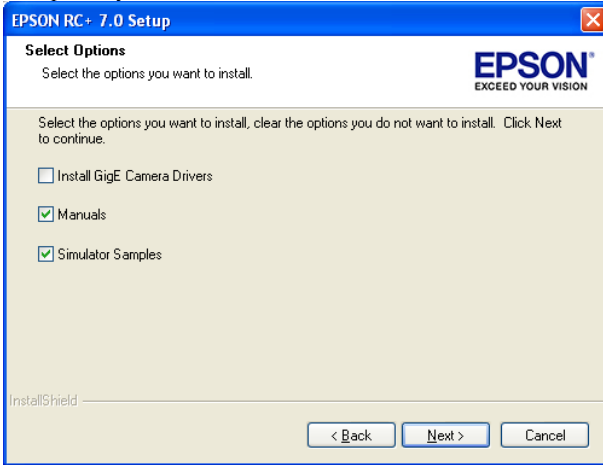 EPSON RC+ 7.0 Setup
Select Options
Select the options you want to install.
EPSON®
EXCEED YOUR VISION
Select the options you want to install, clear the options you do not want to install. Click Next
to continue.
Install GigE Camera Drivers
Manuals
Simulator Samples
InstallShield
< Back Next > Cancel